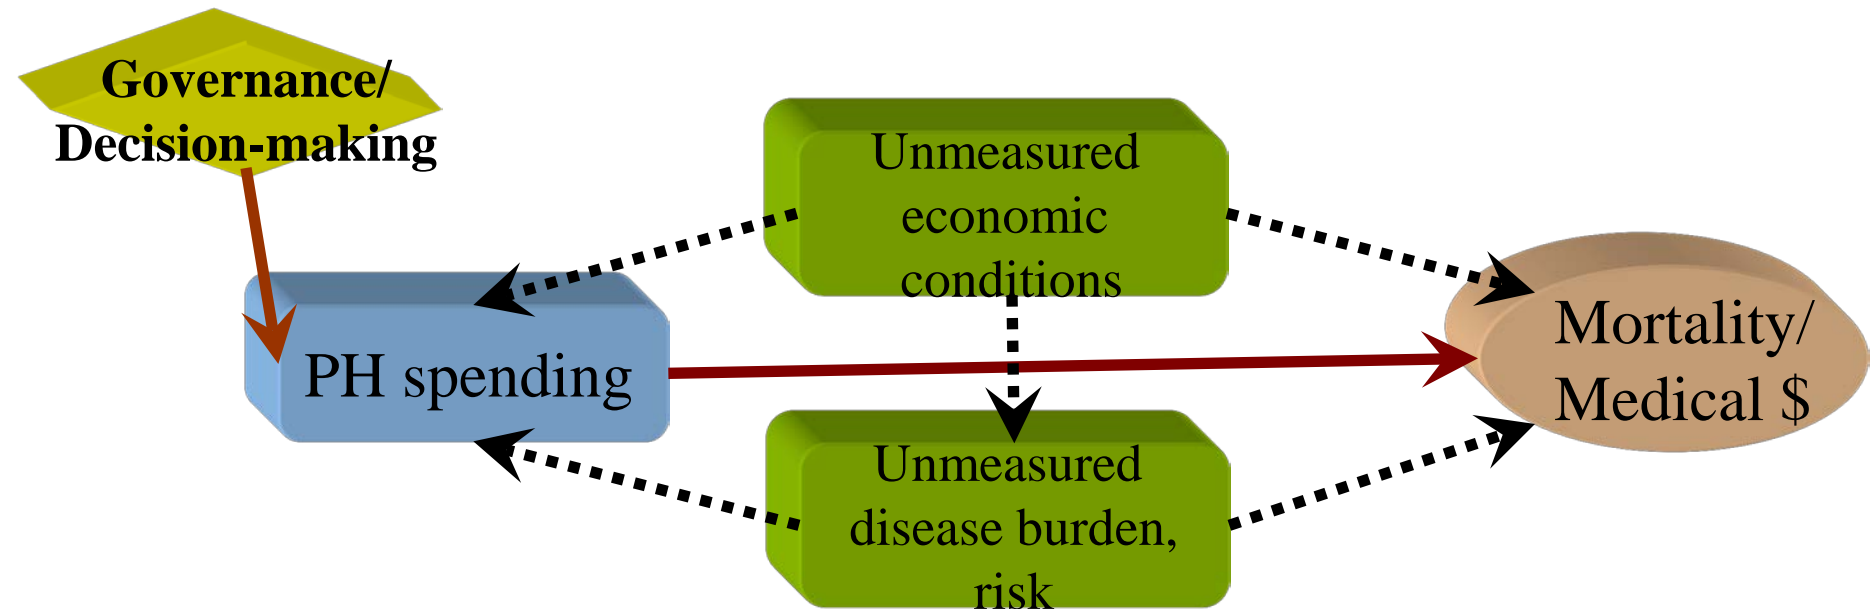 Governance/
Decision-making
Unmeasured
economic
conditions
PH spending
Mortality/
Medical $
Unmeasured
disease burden,
risk